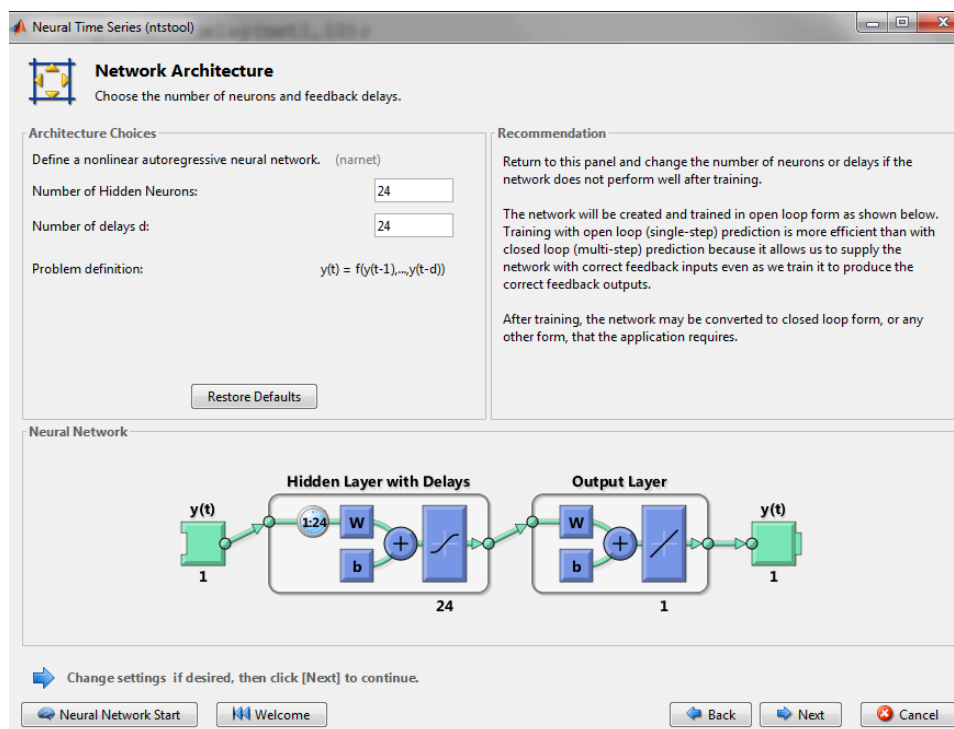 Neural Time Series (ntstool)
Network Architecture
Choose the number of neurons and feedback delays.
Architecture Choices
Define a nonlinear autoregressive neural network. (narnet)
Number of Hidden Neurons: 24
Number of delays d: 24
Problem definition: y(t) = f(y(t-1),...,y(t-d))
Restore Defaults
Recommendation
Return to this panel and change the number of neurons or delays if the
network does not perform well after training.
The network will be created and trained in open loop form as shown below.
Training with open loop (single-step) prediction is more efficient than with
closed loop (multi-step) prediction because it allows us to supply the
network with correct feedback inputs even as we train it to produce the
correct feedback outputs.
After training, the network may be converted to closed loop form, or any
other form, that the application requires.
Neural Network
Hidden Layer with Delays
Output Layer
y(t)
1
1:24
W
b
+
24
W
b
+
1
y(t)
1
Change settings if desired, then click [Next] to continue.
Neural Network Start
Welcome
Back
Next
Cancel